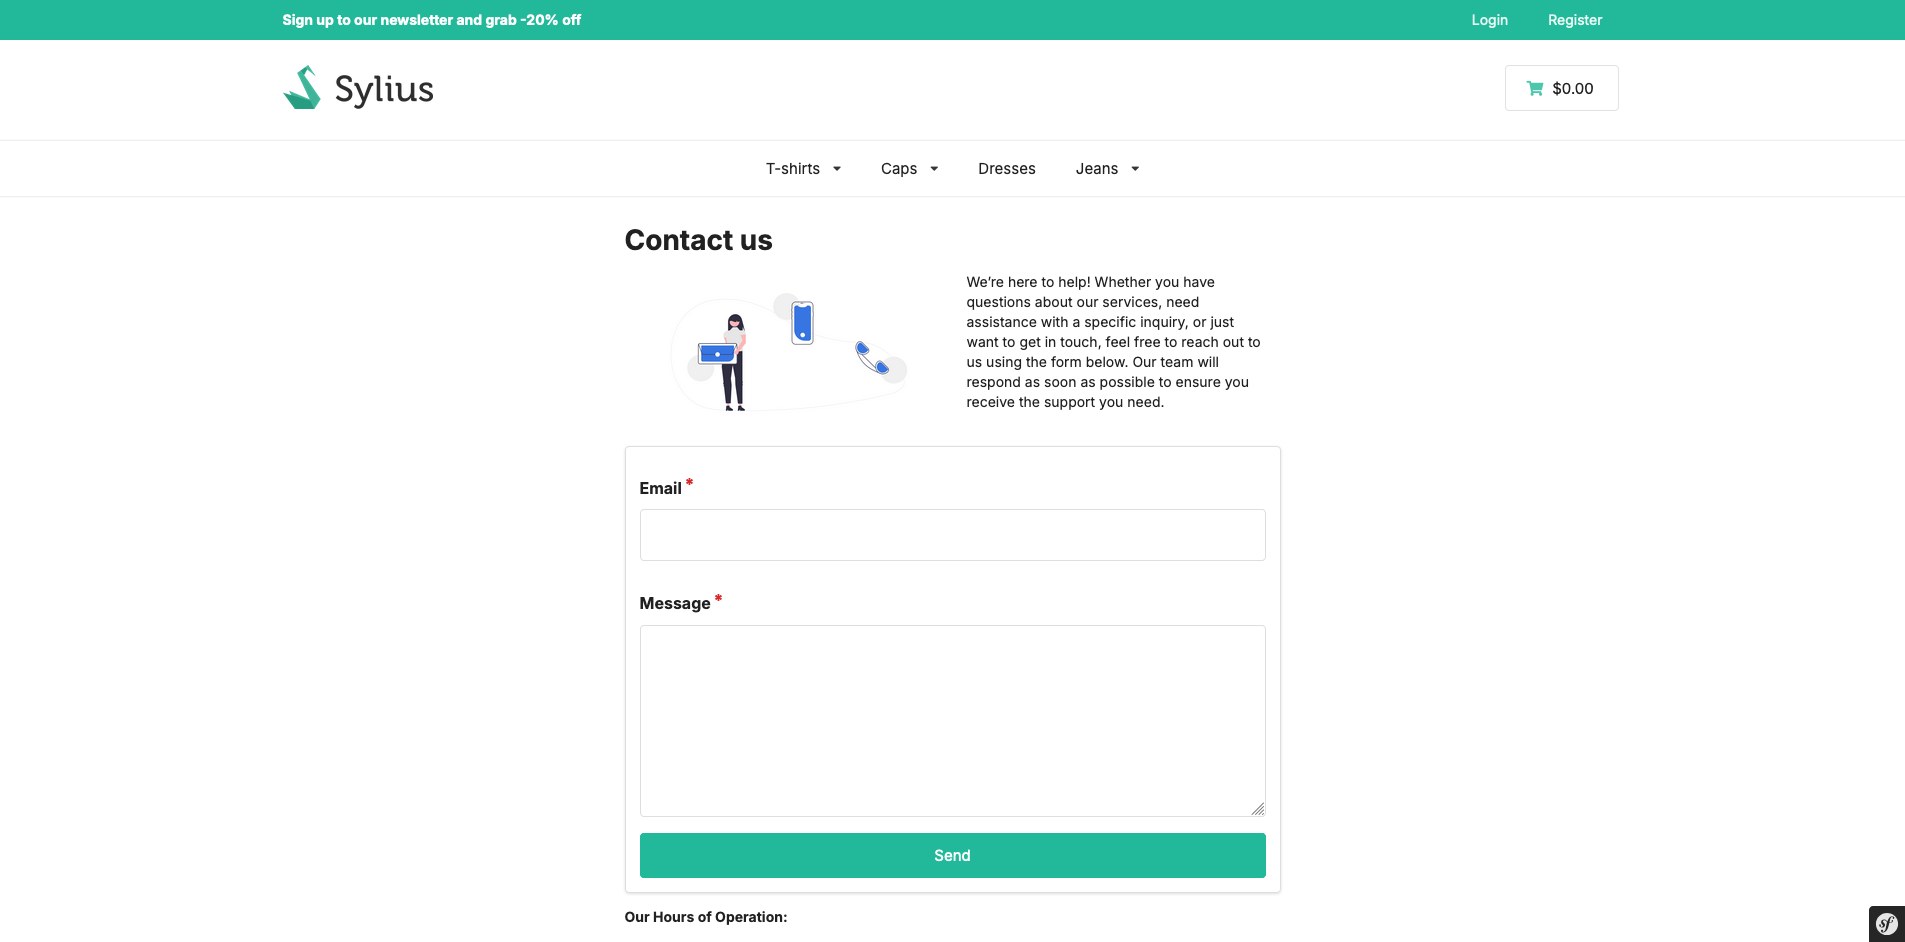 Sign up to our newsletter and grab -20% off
Login
Register
Sylius
$0.00
T-shirts
Caps
Dresses
Jeans
Contact us
We’re here to help! Whether you have
questions about our services, need
assistance with a specific inquiry, or just
want to get in touch, feel free to reach out to
us using the form below. Our team will
respond as soon as possible to ensure you
receive the support you need.
Email *
Message *
Send
Our Hours of Operation:
sf